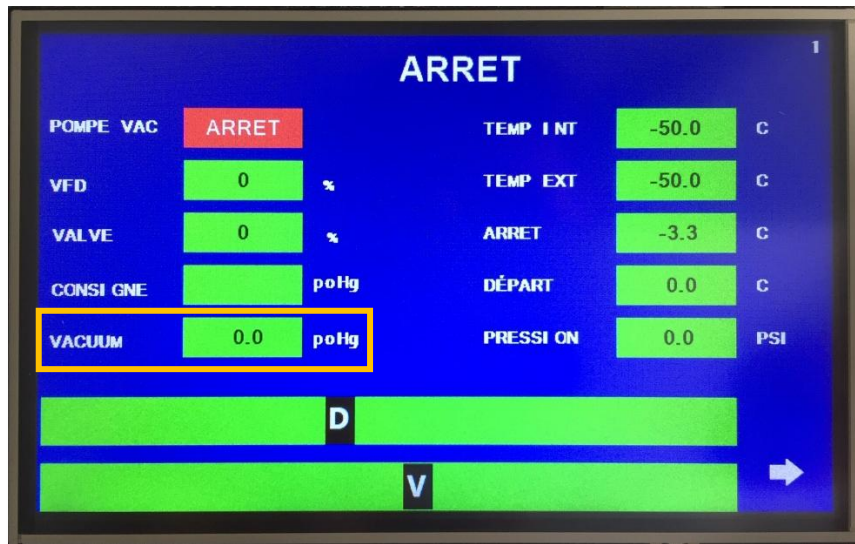 ARRET
1
POMPE VAC ARRET TEMP INT -50.0 C
VFD 0 % TEMP EXT -50.0 C
VALVE 0 % ARRET -3.3 C
CONSIGNE poHg DÉPART 0.0 C
VACUUM 0.0 poHg PRESSION 0.0 PSI
D
V